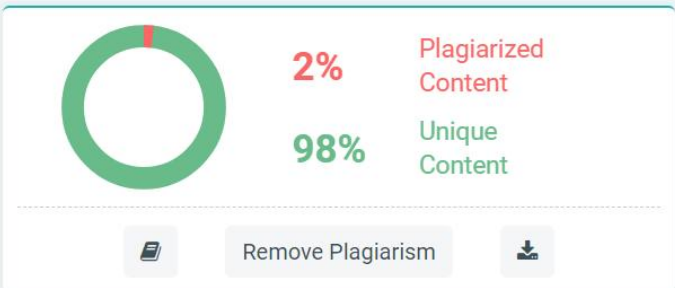 2%
Plagiarized
Content
98%
Unique
Content
Remove Plagiarism